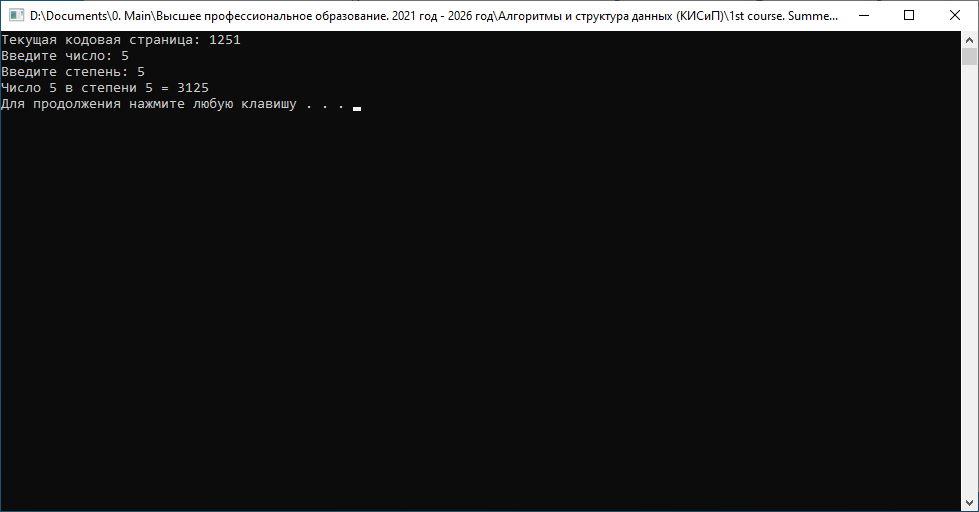 D:\Documents\0. Main\Высшее профессиональное образование. 2021 год - 2026 год\Алгоритмы и структура данных (КИСиП)\1st course. Summe...
Текущая кодовая страница: 1251
Введите число: 5
Введите степень: 5
Число 5 в степени 5 = 3125
Для продолжения нажмите любую клавишу . . .